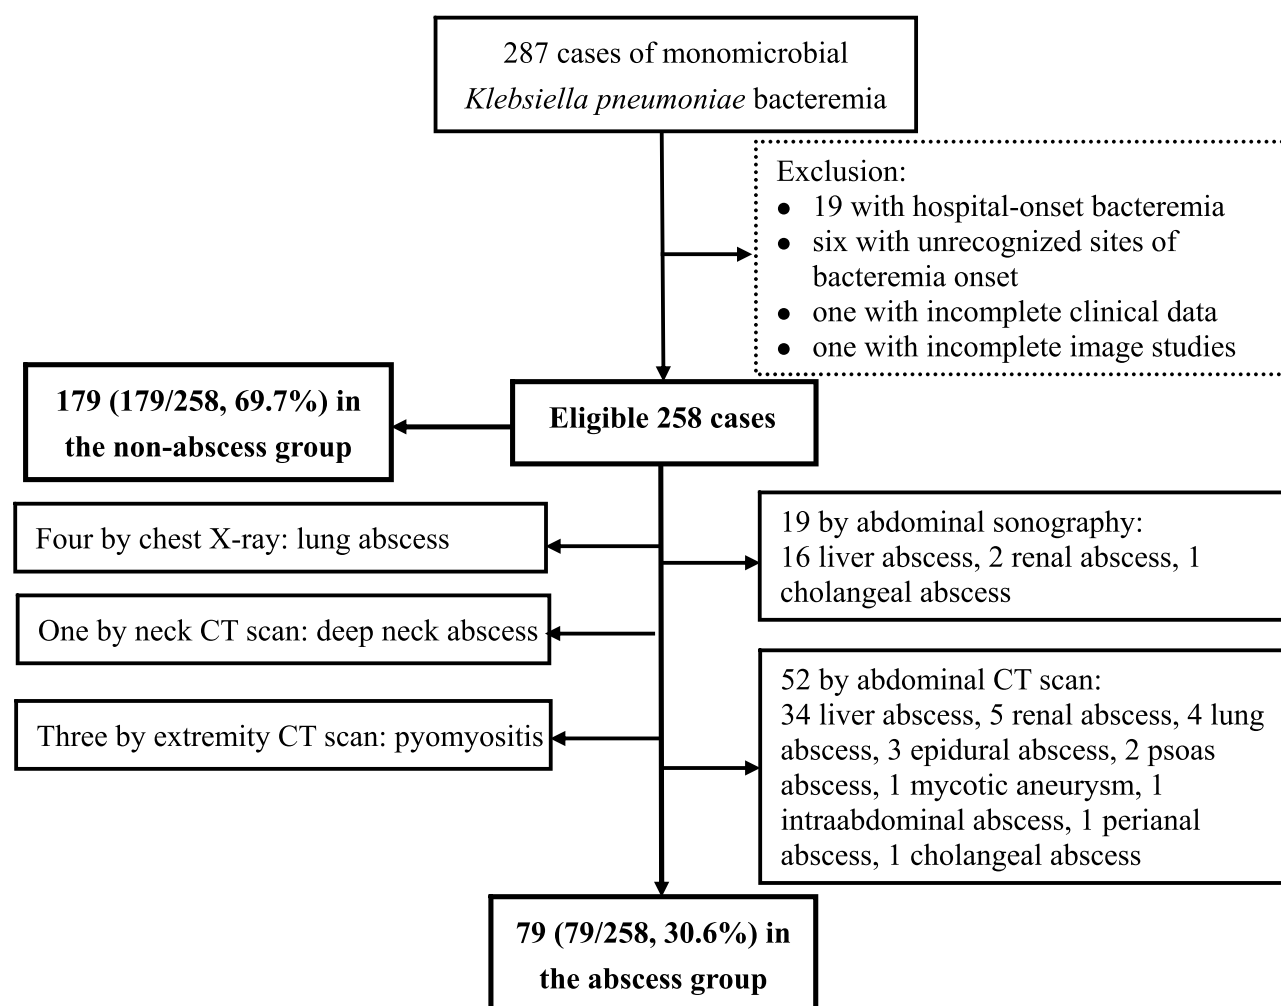 287 cases of monomicrobial
Klebsiella pneumoniae bacteremia
Exclusion:
● 19 with hospital-onset bacteremia
● six with unrecognized sites of
bacteremia onset
● one with incomplete clinical data
● one with incomplete image studies
179 (179/258, 69.7%) in
the non-abscess group
Eligible 258 cases
Four by chest X-ray: lung abscess
19 by abdominal sonography:
16 liver abscess, 2 renal abscess, 1
cholangeal abscess
One by neck CT scan: deep neck abscess
Three by extremity CT scan: pyomyositis
52 by abdominal CT scan:
34 liver abscess, 5 renal abscess, 4 lung
abscess, 3 epidural abscess, 2 psoas
abscess, 1 mycotic aneurysm, 1
intraabdominal abscess, 1 perianal
abscess, 1 cholangeal abscess
79 (79/258, 30.6%) in
the abscess group